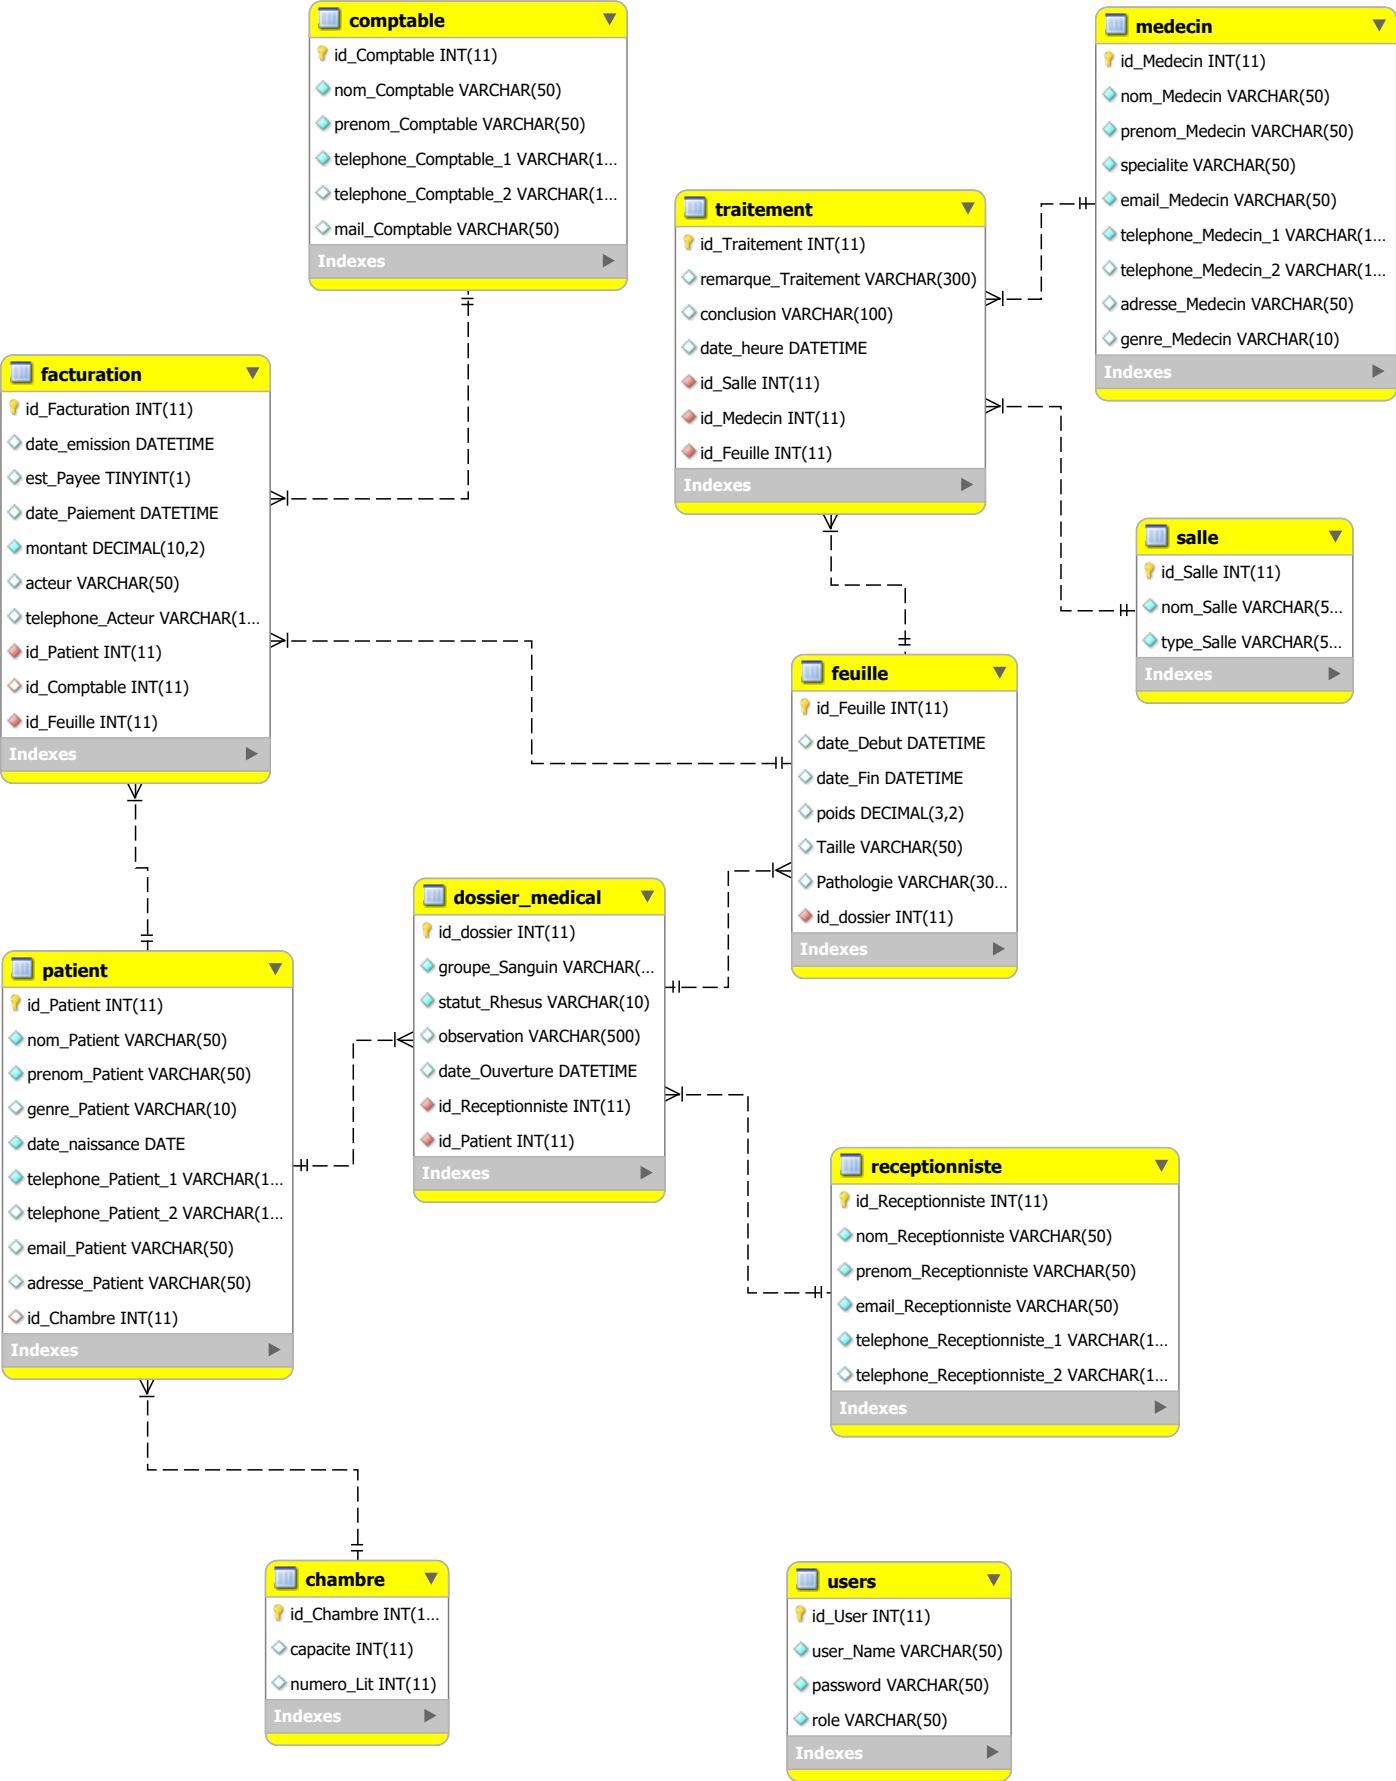 comptable
id_Comptable INT(11)
nom_Comptable VARCHAR(50)
prenom_Comptable VARCHAR(50)
telephone_Comptable_1 VARCHAR(1...
telephone_Comptable_2 VARCHAR(1...
mail_Comptable VARCHAR(50)
Indexes
medecin
id_Medecin INT(11)
nom_Medecin VARCHAR(50)
prenom_Medecin VARCHAR(50)
specialite VARCHAR(50)
email_Medecin VARCHAR(50)
telephone_Medecin_1 VARCHAR(1...
telephone_Medecin_2 VARCHAR(1...
adresse_Medecin VARCHAR(50)
genre_Medecin VARCHAR(10)
Indexes
traitement
id_Traitement INT(11)
remarque_Traitement VARCHAR(300)
conclusion VARCHAR(100)
date_heure DATETIME
id_Salle INT(11)
id_Medecin INT(11)
id_Feuille INT(11)
Indexes
facturation
id_Facturation INT(11)
date_emission DATETIME
est_Payee TINYINT(1)
date_Paiement DATETIME
montant DECIMAL(10,2)
acteur VARCHAR(50)
telephone_Acteur VARCHAR(1...
id_Patient INT(11)
id_Comptable INT(11)
id_Feuille INT(11)
Indexes
salle
id_Salle INT(11)
nom_Salle VARCHAR(5...
type_Salle VARCHAR(5...
Indexes
feuille
id_Feuille INT(11)
date_Debut DATETIME
date_Fin DATETIME
poids DECIMAL(3,2)
Taille VARCHAR(50)
Pathologie VARCHAR(30...
id_dossier INT(11)
Indexes
dossier_medical
id_dossier INT(11)
groupe_Sanguin VARCHAR(...
statut_Rhesus VARCHAR(10)
observation VARCHAR(500)
date_Ouverture DATETIME
id_Receptionniste INT(11)
id_Patient INT(11)
Indexes
patient
id_Patient INT(11)
nom_Patient VARCHAR(50)
prenom_Patient VARCHAR(50)
genre_Patient VARCHAR(10)
date_naissance DATE
telephone_Patient_1 VARCHAR(1...
telephone_Patient_2 VARCHAR(1...
email_Patient VARCHAR(50)
adresse_Patient VARCHAR(50)
id_Chambre INT(11)
Indexes
receptionniste
id_Receptionniste INT(11)
nom_Receptionniste VARCHAR(50)
prenom_Receptionniste VARCHAR(50)
email_Receptionniste VARCHAR(50)
telephone_Receptionniste_1 VARCHAR(1...
telephone_Receptionniste_2 VARCHAR(1...
Indexes
chambre
id_Chambre INT(1...
capacite INT(11)
numero_Lit INT(11)
Indexes
users
id_User INT(11)
user_Name VARCHAR(50)
password VARCHAR(50)
role VARCHAR(50)
Indexes